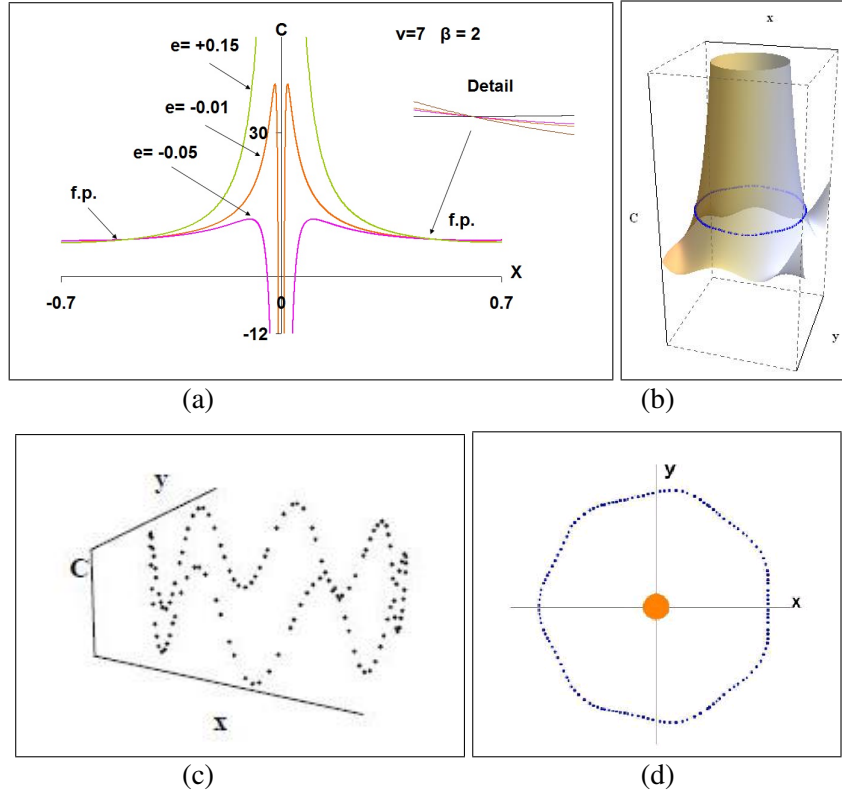 C
ν=7 β = 2
e= +0.15
Detail
e= -0.01
30
e= -0.05
f.p.
f.p.
X
-0.7
0
0.7
-12
(a)
x
C
y
(b)
y
C
x
(c)
y
x
(d)